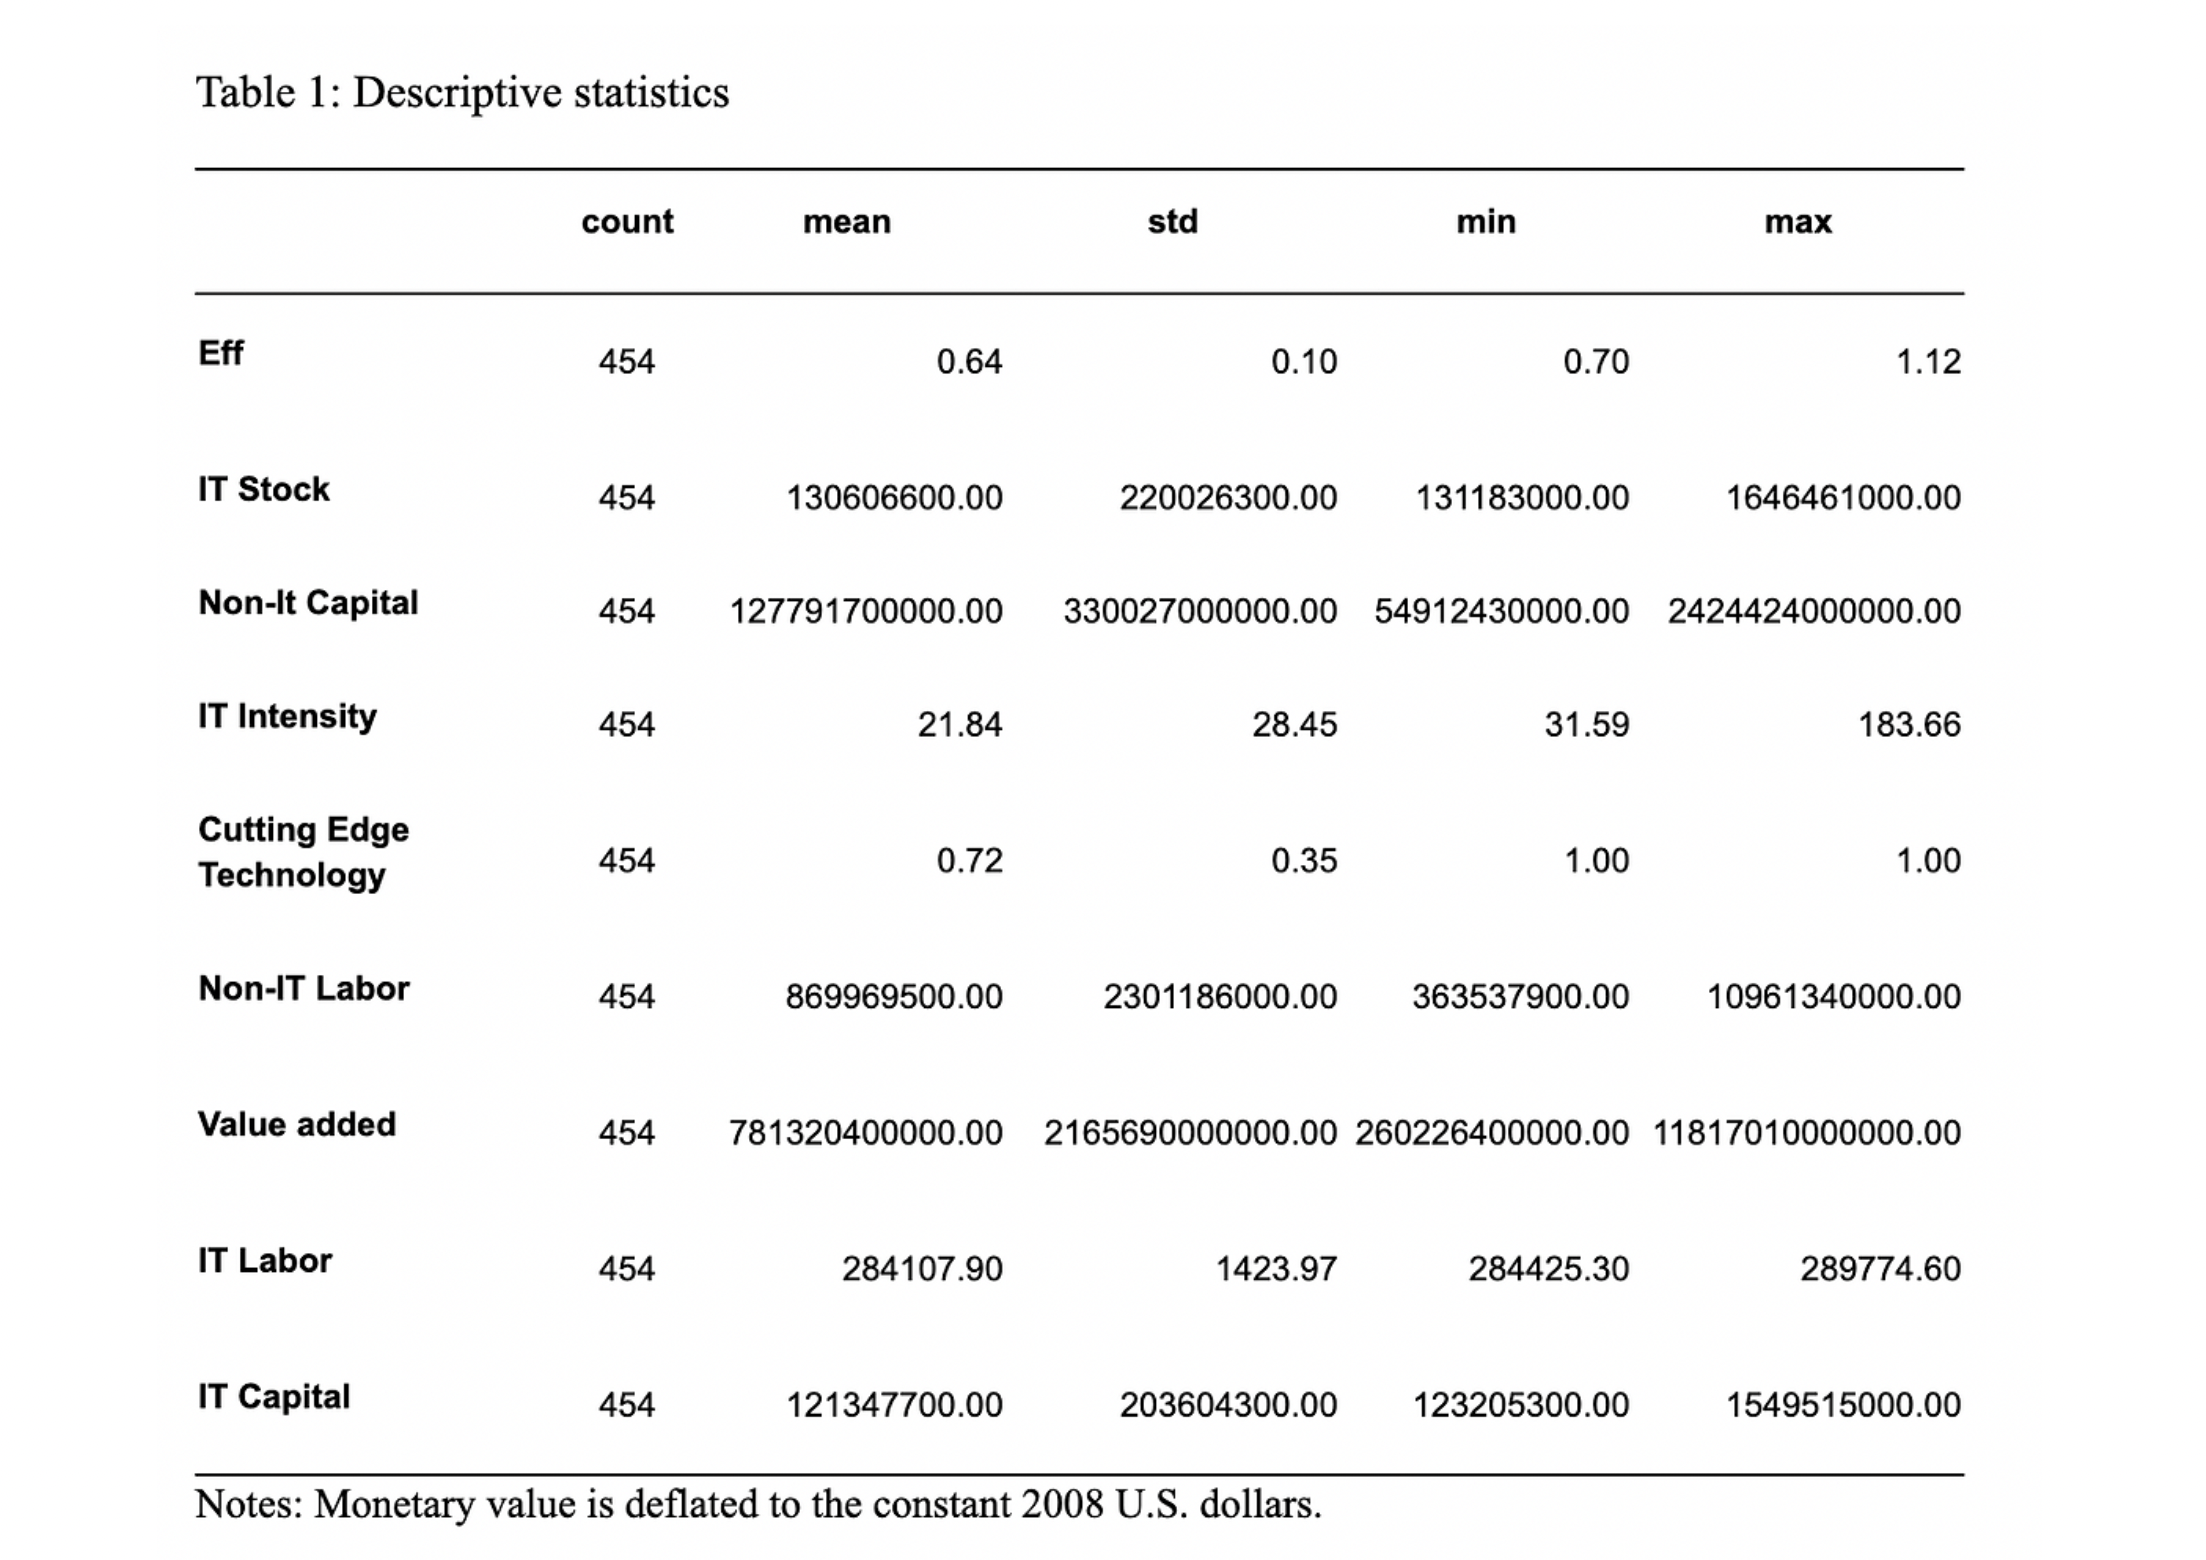 Table 1: Descriptive statistics
count mean std min max
Eff 454 0.64 0.10 0.70 1.12
IT Stock 454 130606600.00 220026300.00 131183000.00 1646461000.00
Non-It Capital 454 127791700000.00 330027000000.00 54912430000.00 2424424000000.00
IT Intensity 454 21.84 28.45 31.59 183.66
Cutting Edge
Technology 454 0.72 0.35 1.00 1.00
Non-IT Labor 454 869969500.00 2301186000.00 363537900.00 10961340000.00
Value added 454 781320400000.00 2165690000000.00 260226400000.00 11817010000000.00
IT Labor 454 284107.90 1423.97 284425.30 289774.60
IT Capital 454 121347700.00 203604300.00 123205300.00 1549515000.00
Notes: Monetary value is deflated to the constant 2008 U.S. dollars.